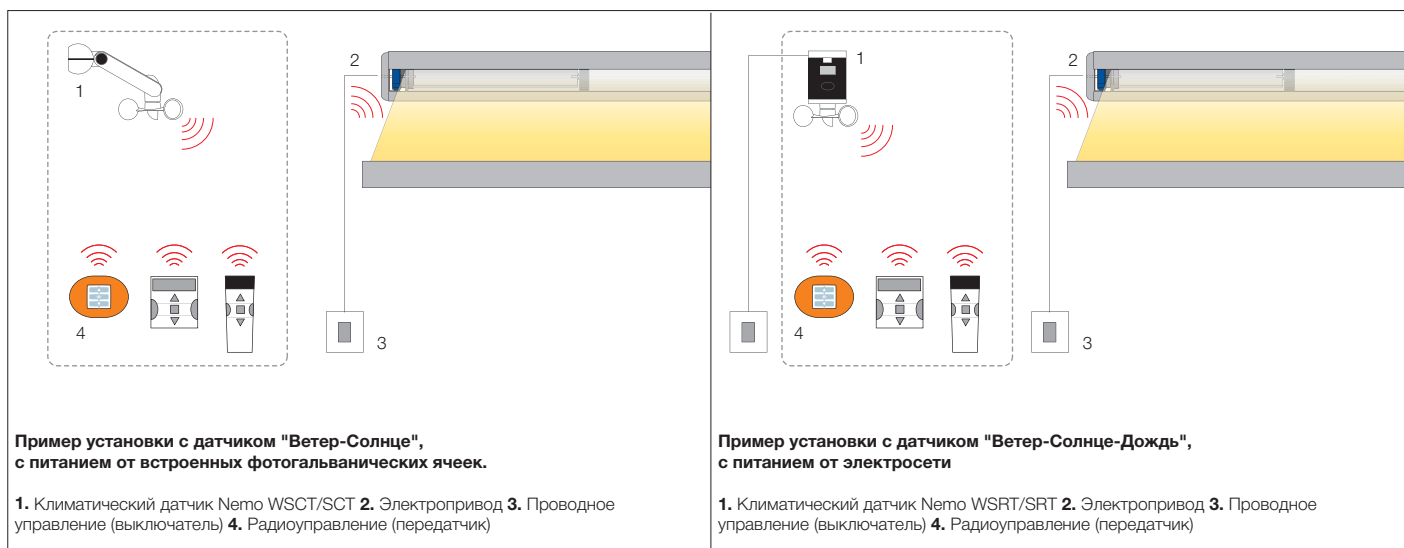 1
2
4
3
Пример установки с датчиком "Ветер-Солнце",
с питанием от встроенных фотогальванических ячеек.
1. Климатический датчик Nemo WSCT/SCT 2. Электропривод 3. Проводное
управление (выключатель) 4. Радиоуправление (передатчик)
1
2
4
3
Пример установки с датчиком "Ветер-Солнце-Дождь",
с питанием от электросети
1. Климатический датчик Nemo WSRT/SRT 2. Электропривод 3. Проводное
управление (выключатель) 4. Радиоуправление (передатчик)